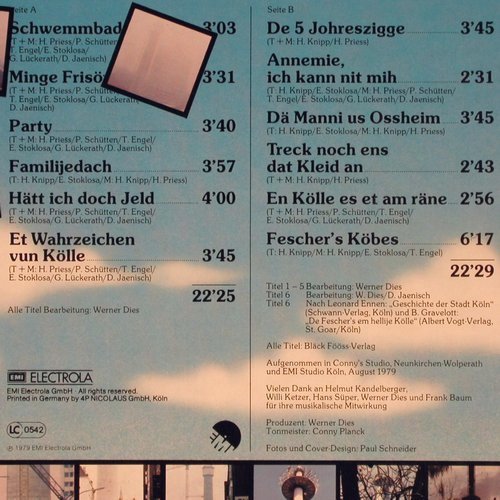 Seite A
Schwemmbad 3'03
(T + M: H. Priess/P. Schütten/
T. Engel/E. Stoklosa/
G. Lückerath/D. Jaenisch)
Minge Frisö 3'31
(T + M: H. Priess/P. Schütten/T.
Engel/E. Stoklosa/G. Lückerath/
D. Jaenisch)
Party 3'40
(T + M: H. Priess/P. Schütten/T. Engel/
E. Stoklosa/G. Lückerath/D. Jaenisch)
Familijedach 3'57
(T: H. Knipp/E. Stoklosa/M: H. Knipp/H. Priess)
Hätt ich doch Jeld 4'00
(T + M: H. Priess/P. Schütten/T. Engel/
E. Stoklosa/G. Lückerath/D. Jaenisch)
Et Wahrzeichen
vun Kölle 3'45
(T + M: H. Priess/P. Schütten/T. Engel/
E. Stoklosa/G. Lückerath/D. Jaenisch)
22'25
Alle Titel Bearbeitung: Werner Dies
EMI ELECTROLA
EMI Electrola GmbH · All rights reserved.
Printed in Germany by 4P NICOLAUS GmbH, Köln
LC 0542
EMI
℗ 1979 EMI Electrola GmbH
Seite B
De 5 Johreszigge 3'45
(T + M: H. Knipp/H. Priess)
Annemie,
ich kann nit mih 2'31
(T: H. Knipp/E. Stoklosa/M: H. Priess/P. Schütten/
T. Engel/E. Stoklosa/G. Lückerath/D. Jaenisch)
Dä Manni us Ossheim 3'45
(T: H. Knipp/E. Stoklosa/M: H. Knipp/H. Priess)
Treck noch ens
dat Kleid an 2'43
(T + M: H. Knipp/H. Priess)
En Kölle es et am räne 2'56
(T + M: H. Knipp/H. Priess)
Fescher's Köbes 6'17
(T: H. Knipp/M: H. Knipp/E. Stoklosa/T. Engel)
22'29
Titel 1 – 5 Bearbeitung: Werner Dies
Titel 6 Bearbeitung: W. Dies/D. Jaenisch
Titel 6 Nach Leonard Ennen: „Geschichte der Stadt Köln"
(Schwann-Verlag, Köln) und B. Gravelott:
„De Fescher's em hellije Kölle" (Albert Vogt-Verlag,
St. Goar/Köln)
Alle Titel: Bläck Fööss-Verlag
Aufgenommen in Conny's Studio, Neunkirchen-Wolperath
und EMI Studio Köln, August 1979
Vielen Dank an Helmut Kandelberger,
Willi Ketzer, Hans Süper, Werner Dies und Frank Baum
für ihre musikalische Mitwirkung
Produzent: Werner Dies
Tonmeister: Conny Planck
Fotos und Cover-Design: Paul Schneider